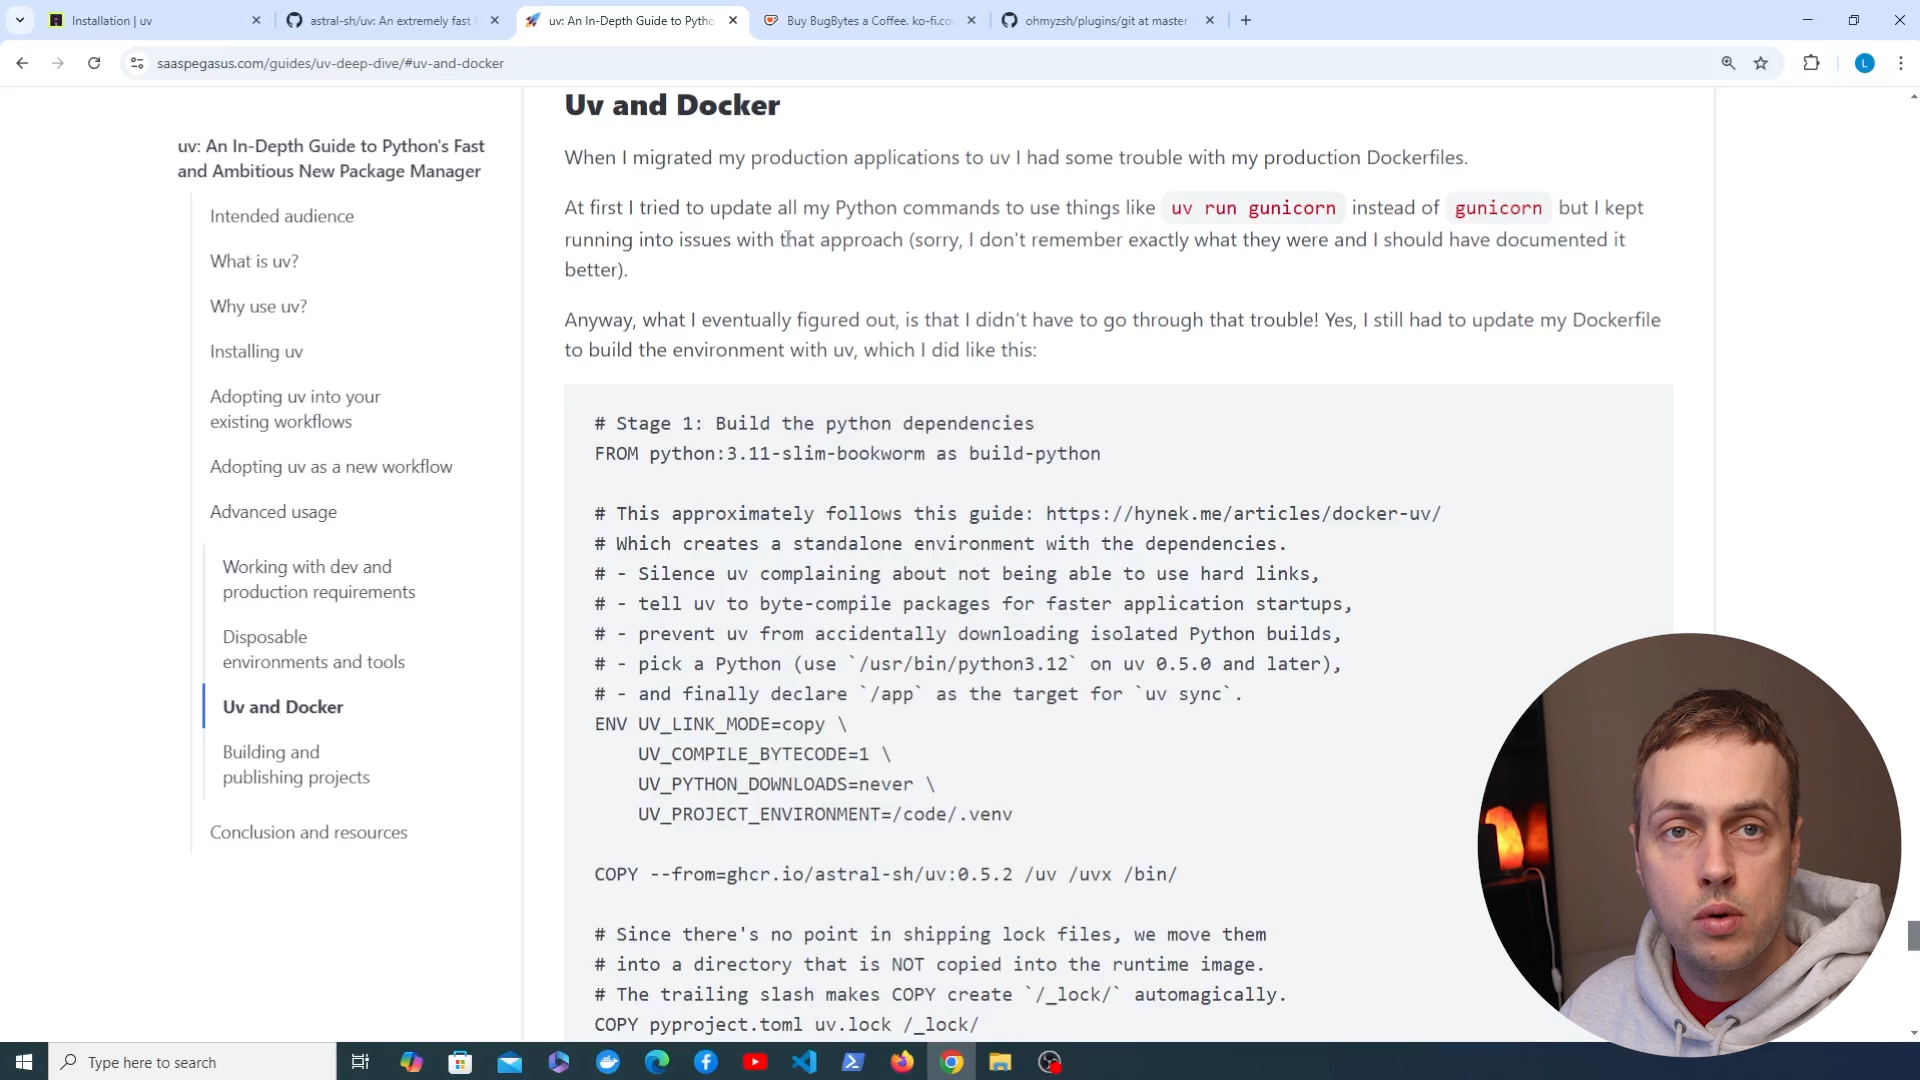 Installation | uv
astral-sh/uv: An extremely fast
uv: An In-Depth Guide to Pytho
Buy BugBytes a Coffee. ko-fi.co
ohmyzsh/plugins/git at master
saaspegasus.com/guides/uv-deep-dive/#uv-and-docker
L
uv: An In-Depth Guide to Python's Fast
and Ambitious New Package Manager
Intended audience
What is uv?
Why use uv?
Installing uv
Adopting uv into your
existing workflows
Adopting uv as a new workflow
Advanced usage
Working with dev and
production requirements
Disposable
environments and tools
Uv and Docker
Building and
publishing projects
Conclusion and resources
Uv and Docker
When I migrated my production applications to uv I had some trouble with my production Dockerfiles.
At first I tried to update all my Python commands to use things like uv run gunicorn instead of gunicorn but I kept
running into issues with that approach (sorry, I don't remember exactly what they were and I should have documented it
better).
Anyway, what I eventually figured out, is that I didn't have to go through that trouble! Yes, I still had to update my Dockerfile
to build the environment with uv, which I did like this:
# Stage 1: Build the python dependencies
FROM python:3.11-slim-bookworm as build-python
# This approximately follows this guide: https://hynek.me/articles/docker-uv/
# Which creates a standalone environment with the dependencies.
# - Silence uv complaining about not being able to use hard links,
# - tell uv to byte-compile packages for faster application startups,
# - prevent uv from accidentally downloading isolated Python builds,
# - pick a Python (use `/usr/bin/python3.12` on uv 0.5.0 and later),
# - and finally declare `/app` as the target for `uv sync`.
ENV UV_LINK_MODE=copy \
UV_COMPILE_BYTECODE=1 \
UV_PYTHON_DOWNLOADS=never \
UV_PROJECT_ENVIRONMENT=/code/.venv
COPY --from=ghcr.io/astral-sh/uv:0.5.2 /uv /uvx /bin/
# Since there's no point in shipping lock files, we move them
# into a directory that is NOT copied into the runtime image.
# The trailing slash makes COPY create `/_lock/` automagically.
COPY pyproject.toml uv.lock /_lock/
Type here to search